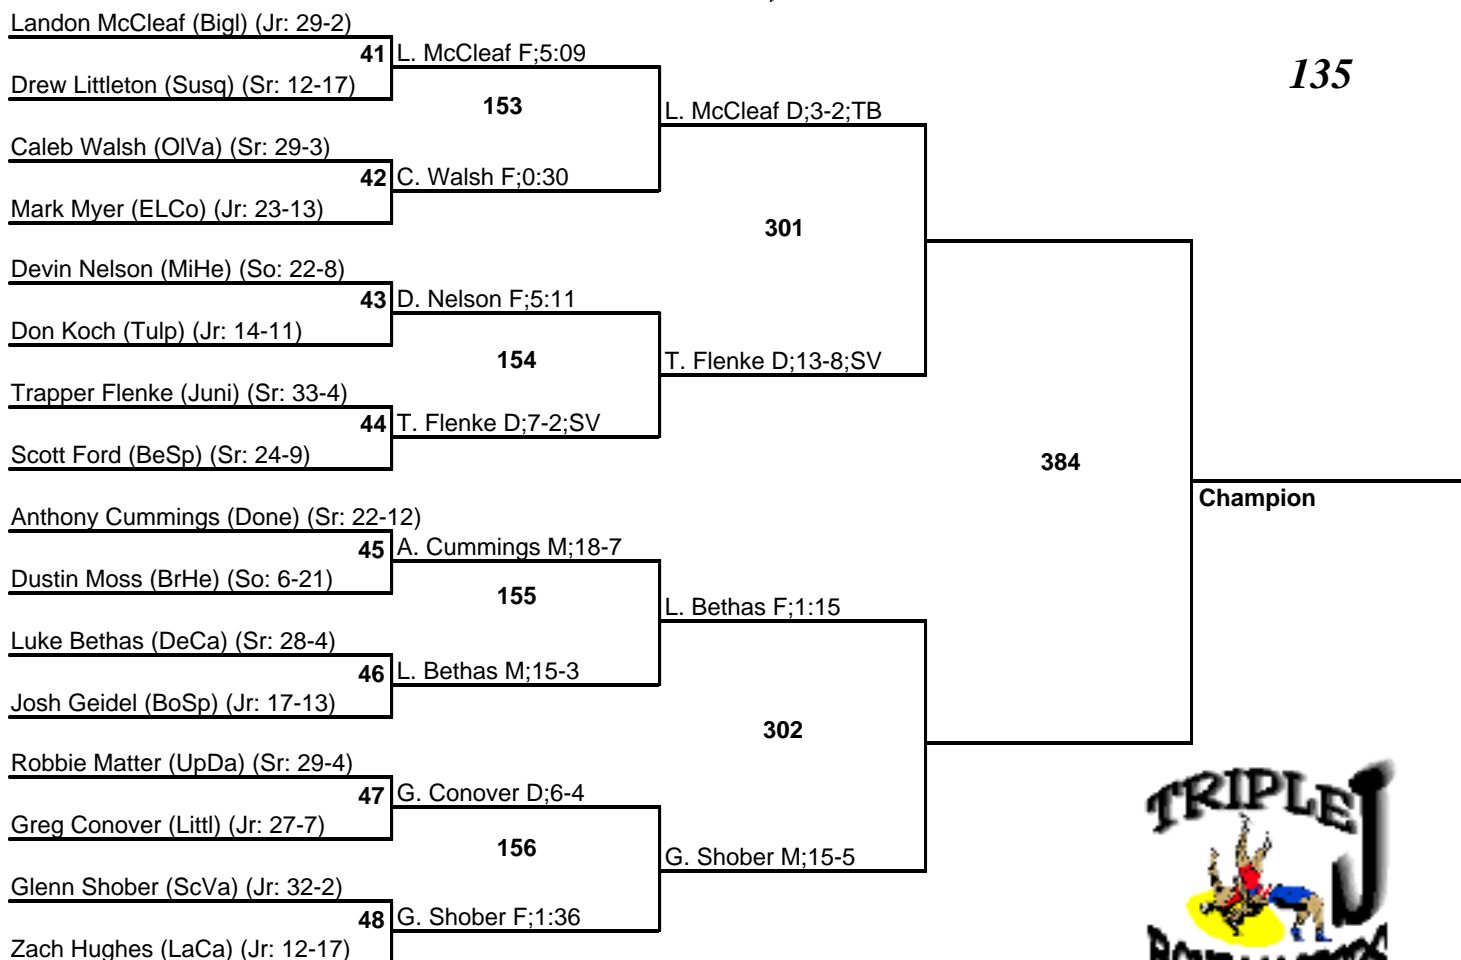 Landon McCleaf (Bigl) (Jr: 29-2)
41
L. McCleaf F;5:09
135
Drew Littleton (Susq) (Sr: 12-17)
153
L. McCleaf D;3-2;TB
Caleb Walsh (OlVa) (Sr: 29-3)
42
C. Walsh F;0:30
Mark Myer (ELCo) (Jr: 23-13)
301
Devin Nelson (MiHe) (So: 22-8)
43
D. Nelson F;5:11
Don Koch (Tulp) (Jr: 14-11)
154
T. Flenke D;13-8;SV
Trapper Flenke (Juni) (Sr: 33-4)
44
T. Flenke D;7-2;SV
Scott Ford (BeSp) (Sr: 24-9)
384
Champion
Anthony Cummings (Done) (Sr: 22-12)
45
A. Cummings M;18-7
Dustin Moss (BrHe) (So: 6-21)
155
L. Bethas F;1:15
Luke Bethas (DeCa) (Sr: 28-4)
46
L. Bethas M;15-3
Josh Geidel (BoSp) (Jr: 17-13)
302
Robbie Matter (UpDa) (Sr: 29-4)
47
G. Conover D;6-4
Greg Conover (Littl) (Jr: 27-7)
156
G. Shober M;15-5
Glenn Shober (ScVa) (Jr: 32-2)
48
G. Shober F;1:36
Zach Hughes (LaCa) (Jr: 12-17)
TRIPLE J